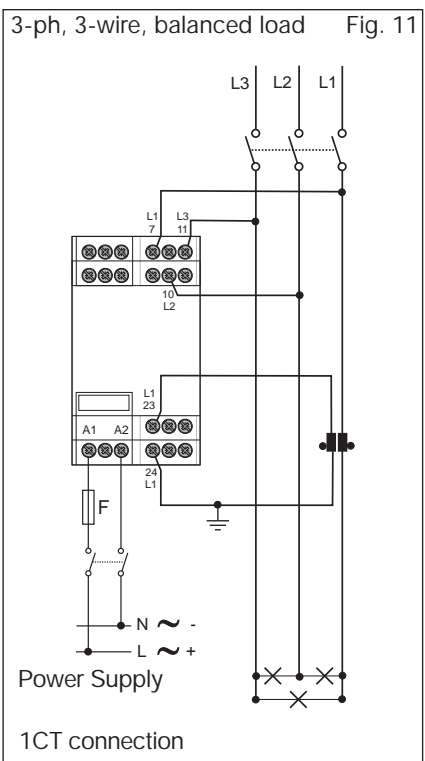 3-ph, 3-wire, balanced load Fig. 11
L3 L2 L1
L1 L3
7 11
10
L2
L1
23
A1 A2
24
L1
F
N ~ -
L ~ +
Power Supply
1CT connection